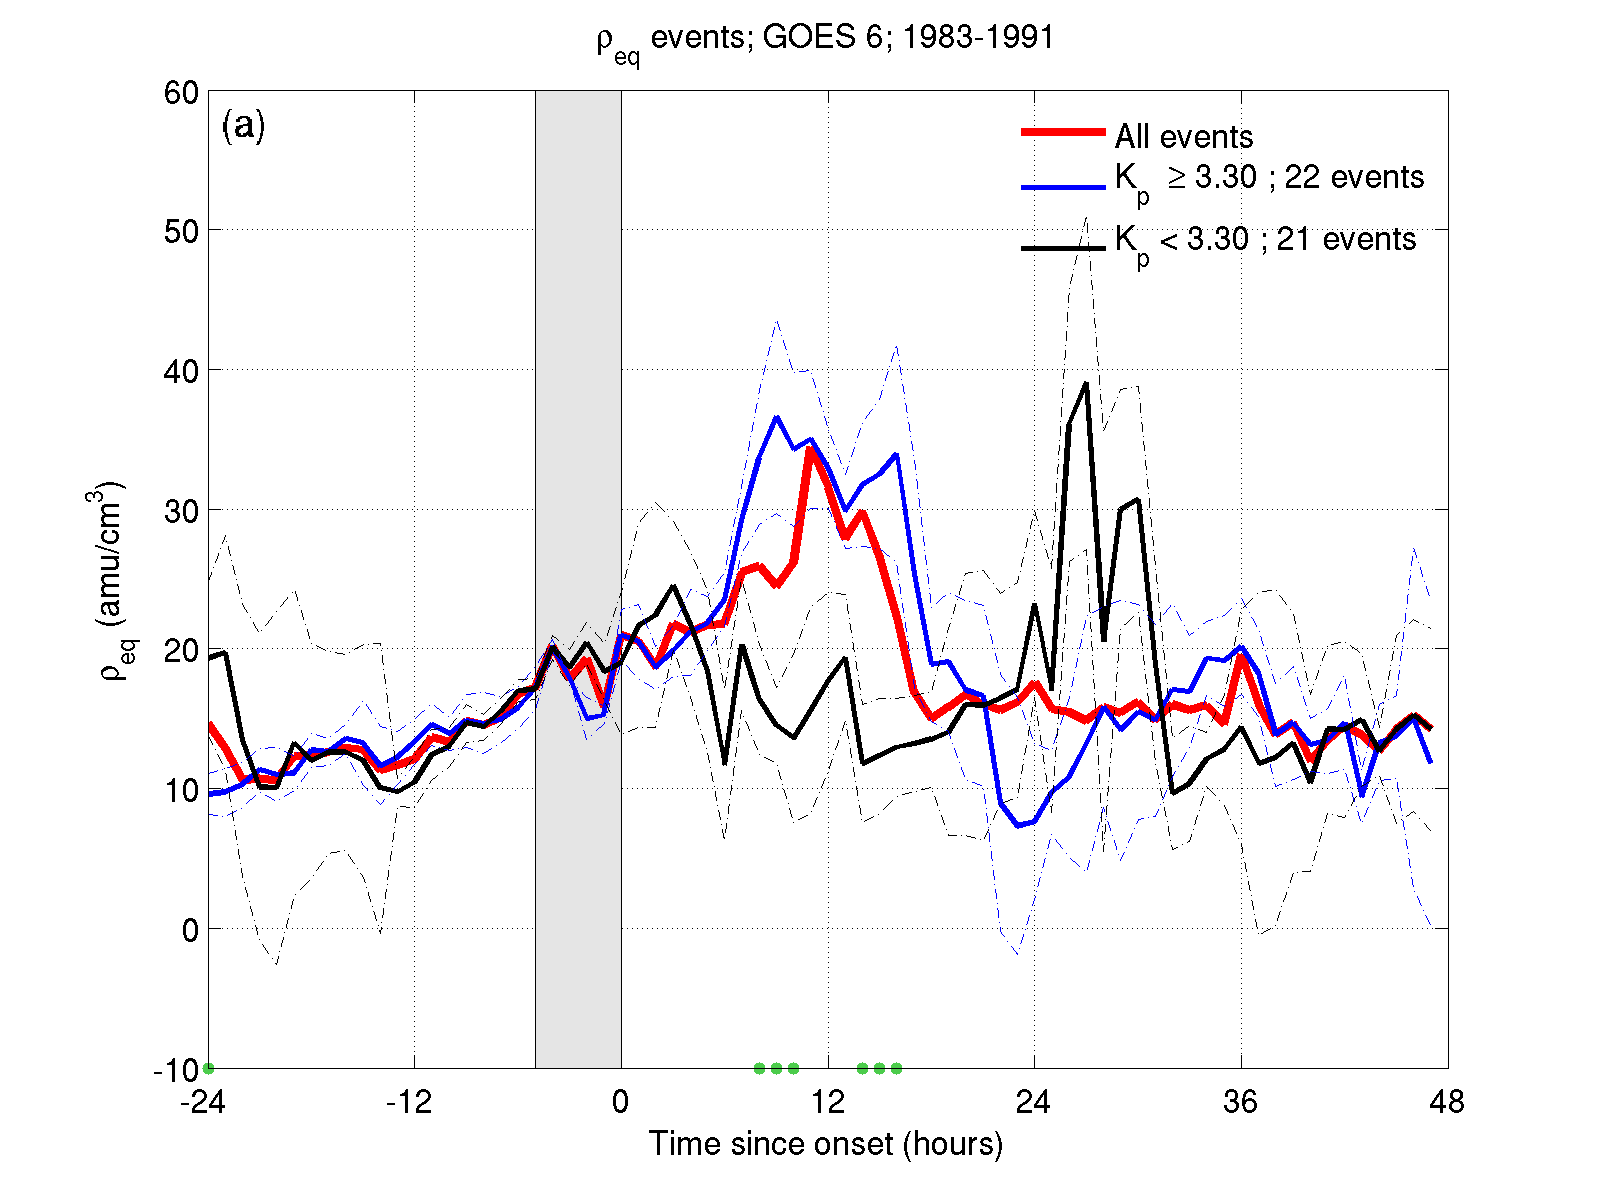 ρeq events; GOES 6; 1983-1991
(a)
All events
Kp ≥ 3.30 ; 22 events
Kp < 3.30 ; 21 events
60
50
40
30
20
10
0
-10
ρeq (amu/cm3)
-24 -12 0 12 24 36 48
Time since onset (hours)